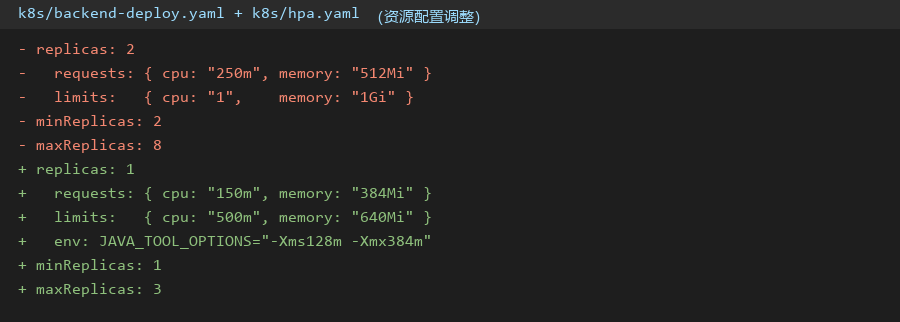 k8s/backend-deploy.yaml + k8s/hpa.yaml (资源配置调整)
- replicas: 2
-   requests: { cpu: "250m", memory: "512Mi" }
-   limits:   { cpu: "1",    memory: "1Gi" }
- minReplicas: 2
- maxReplicas: 8
+ replicas: 1
+   requests: { cpu: "150m", memory: "384Mi" }
+   limits:   { cpu: "500m", memory: "640Mi" }
+   env: JAVA_TOOL_OPTIONS="-Xms128m -Xmx384m"
+ minReplicas: 1
+ maxReplicas: 3